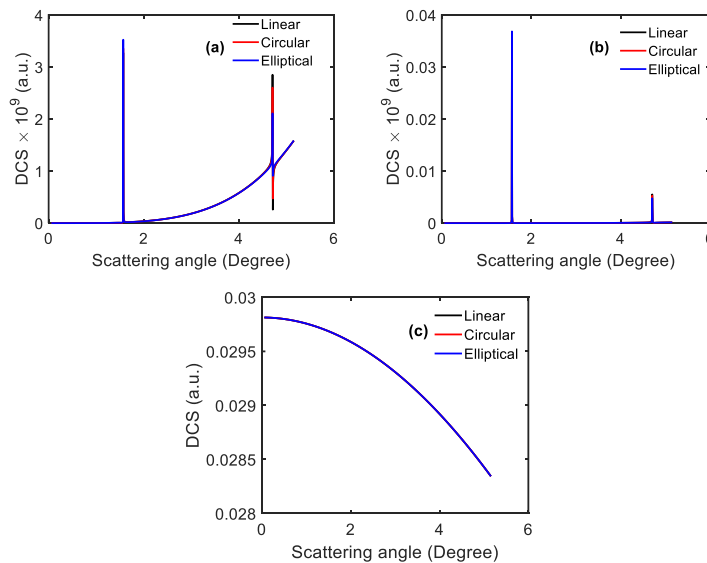 (a)
Linear
Circular
Elliptical
4
3
2
1
0
0 2 4 6
DCS × 10⁹ (a.u.)
Scattering angle (Degree)
(b)
Linear
Circular
Elliptical
0.04
0.03
0.02
0.01
0
0 2 4 6
DCS × 10⁹ (a.u.)
Scattering angle (Degree)
(c)
Linear
Circular
Elliptical
0.03
0.0295
0.029
0.0285
0.028
0 2 4 6
DCS (a.u.)
Scattering angle (Degree)